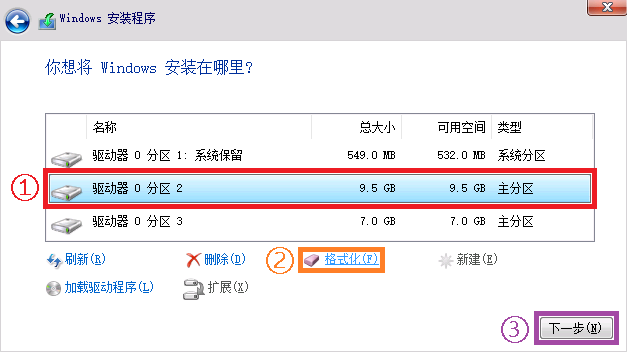 Windows 安装程序
你想将 Windows 安装在哪里?
名称 总大小 可用空间 类型
驱动器 0 分区 1: 系统保留 549.0 MB 532.0 MB 系统分区
① 驱动器 0 分区 2 9.5 GB 9.5 GB 主分区
驱动器 0 分区 3 7.0 GB 7.0 GB 主分区
刷新(R) 删除(D) ② 格式化(F) 新建(E)
加载驱动程序(L) 扩展(X)
③ 下一步(N)